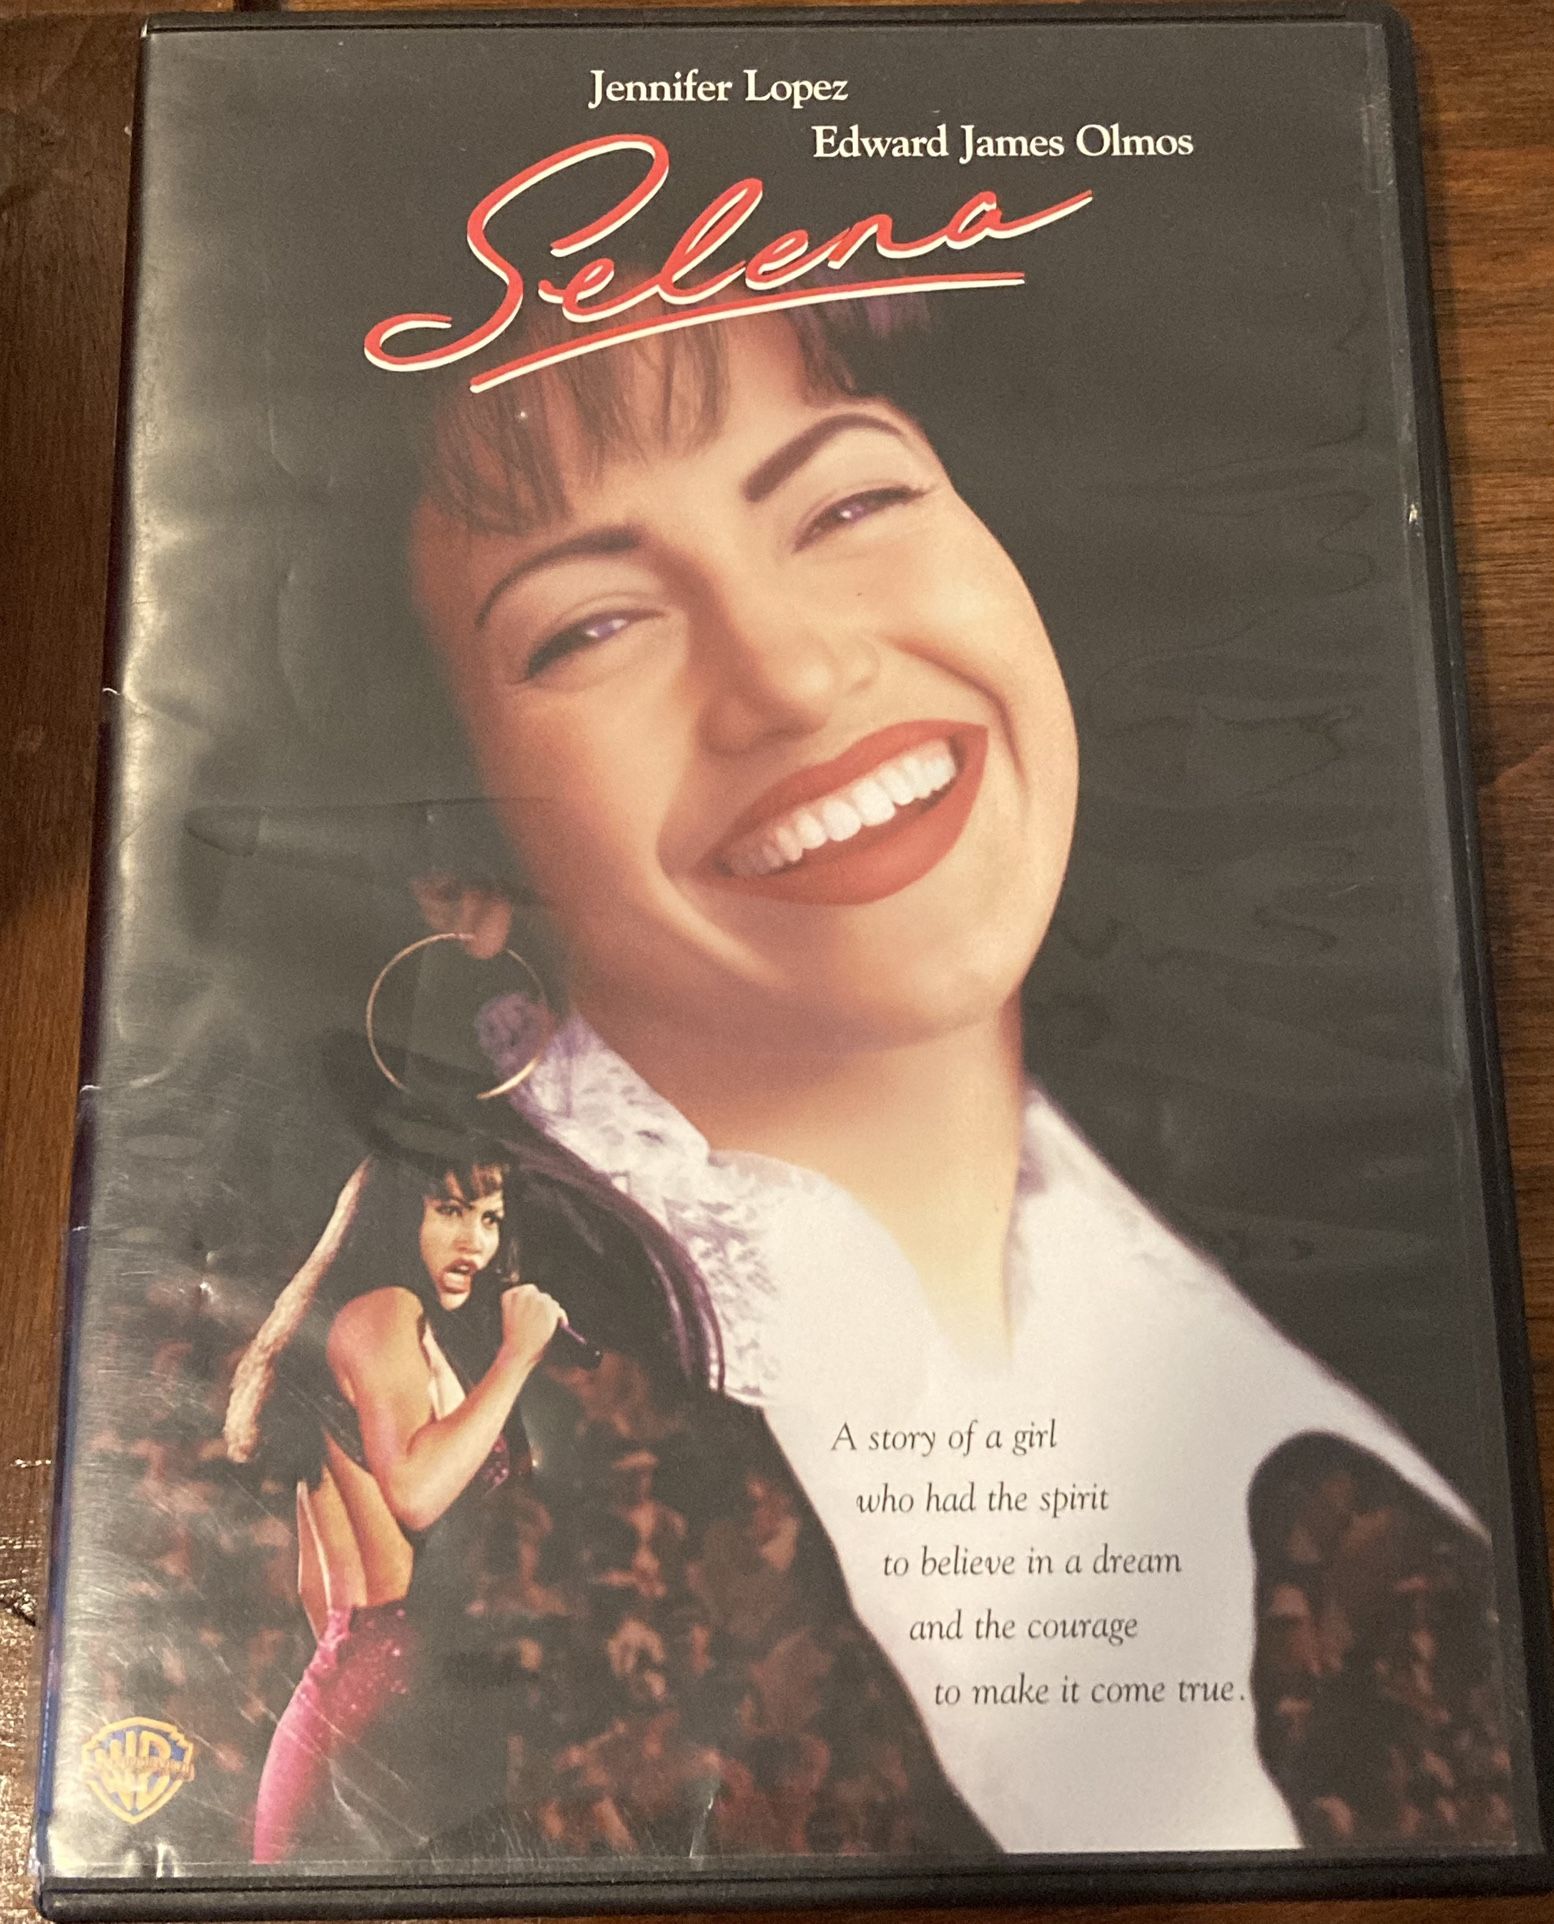 Jennifer Lopez
Edward James Olmos
Selena
A story of a girl
who had the spirit
to believe in a dream
and the courage
to make it come true.
WB